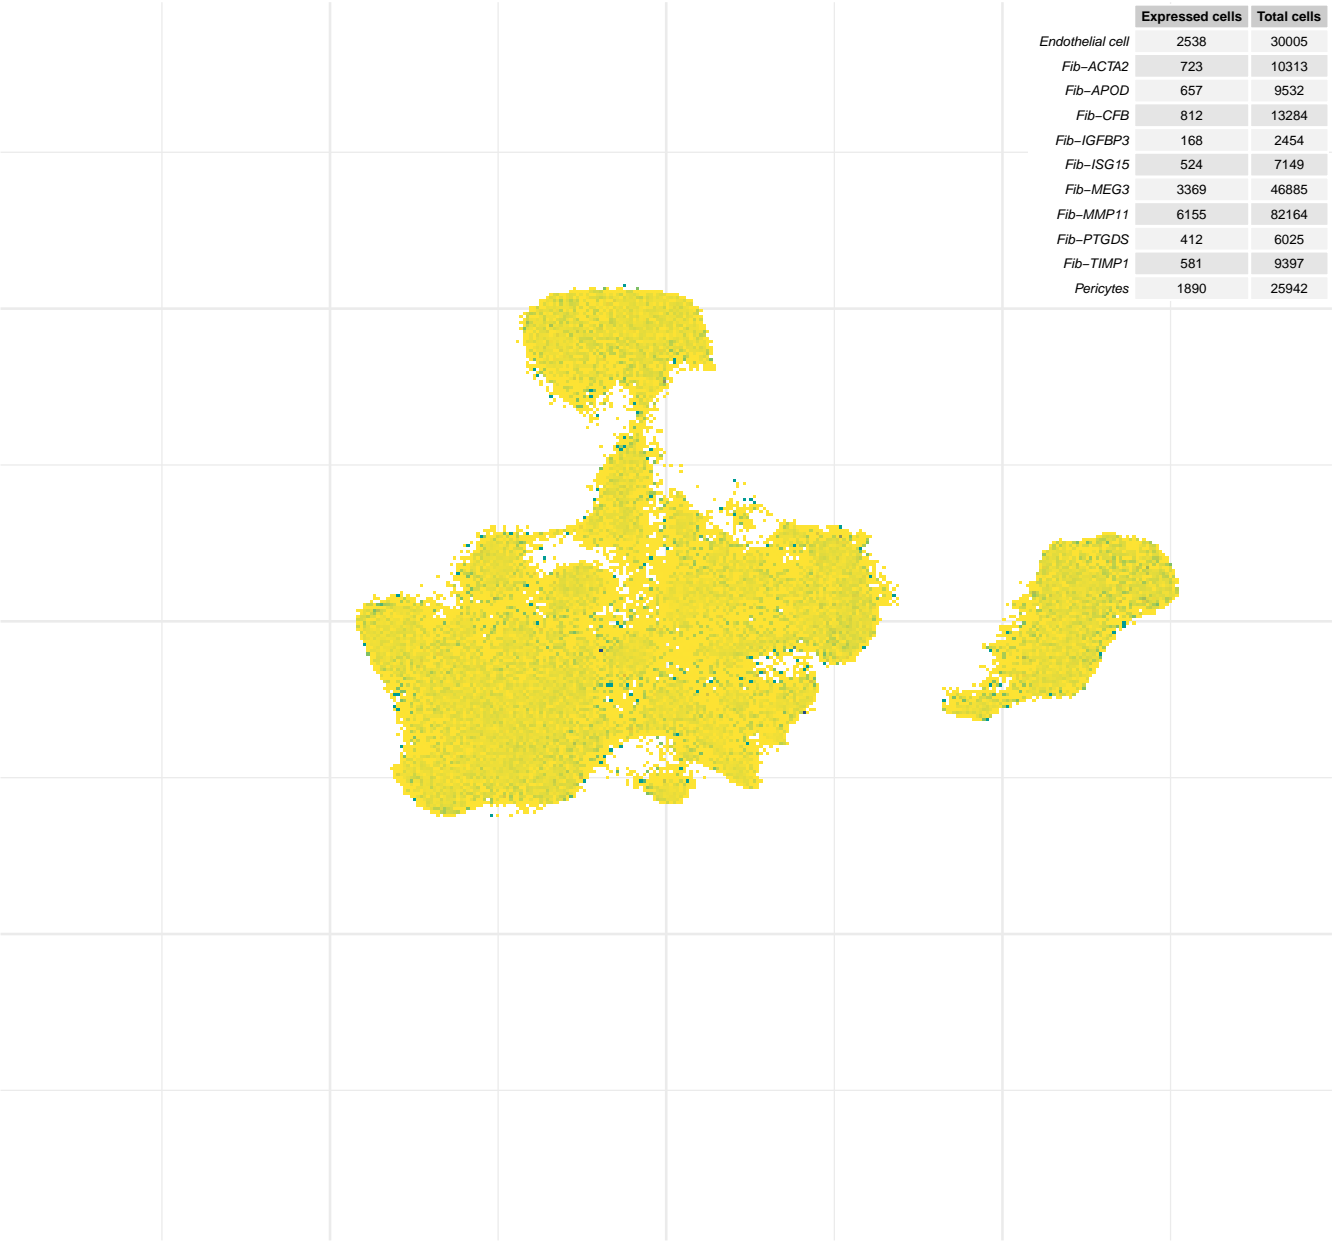 Expressed cells Total cells
Endothelial cell 2538 30005
Fib−ACTA2 723 10313
Fib−APOD 657 9532
Fib−CFB 812 13284
Fib−IGFBP3 168 2454
Fib−ISG15 524 7149
Fib−MEG3 3369 46885
Fib−MMP11 6155 82164
Fib−PTGDS 412 6025
Fib−TIMP1 581 9397
Pericytes 1890 25942